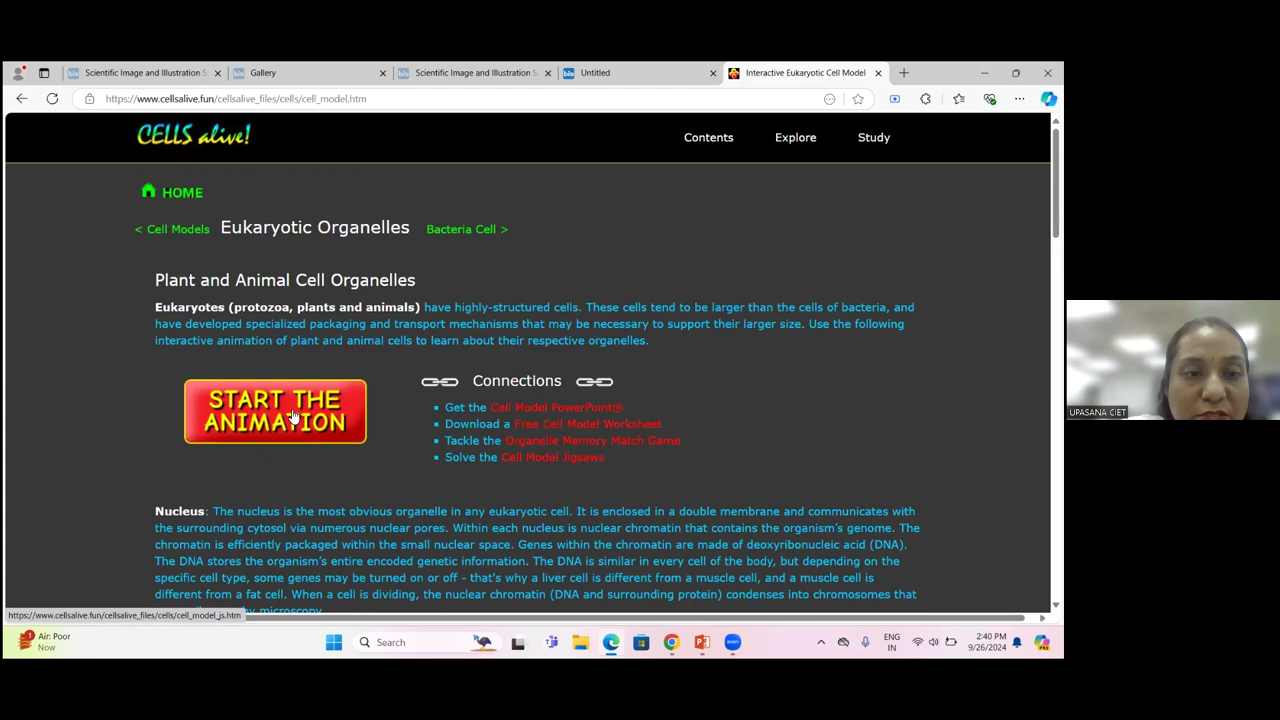 Scientific Image and Illustration S
Gallery
Scientific Image and Illustration S
Untitled
Interactive Eukaryotic Cell Model
https://www.cellsalive.fun/cellsalive_files/cells/cell_model.htm
CELLS alive!
Contents
Explore
Study
HOME
< Cell Models
Eukaryotic Organelles
Bacteria Cell >
Plant and Animal Cell Organelles
Eukaryotes (protozoa, plants and animals) have highly-structured cells. These cells tend to be larger than the cells of bacteria, and
have developed specialized packaging and transport mechanisms that may be necessary to support their larger size. Use the following
interactive animation of plant and animal cells to learn about their respective organelles.
START THE
ANIMATION
Connections
Get the Cell Model PowerPoint®
Download a Free Cell Model Worksheet
Tackle the Organelle Memory Match Game
Solve the Cell Model Jigsaws
Nucleus: The nucleus is the most obvious organelle in any eukaryotic cell. It is enclosed in a double membrane and communicates with
the surrounding cytosol via numerous nuclear pores. Within each nucleus is nuclear chromatin that contains the organism's genome. The
chromatin is efficiently packaged within the small nuclear space. Genes within the chromatin are made of deoxyribonucleic acid (DNA).
The DNA stores the organism's entire encoded genetic information. The DNA is similar in every cell of the body, but depending on the
specific cell type, some genes may be turned on or off - that's why a liver cell is different from a muscle cell, and a muscle cell is
different from a fat cell. When a cell is dividing, the nuclear chromatin (DNA and surrounding protein) condenses into chromosomes that
by microscopy.
https://www.cellsalive.fun/cellsalive_files/cells/cell_model_js.htm
UPASANA CIET
Air: Poor
Now
Search
ENG
IN
2:40 PM
9/26/2024